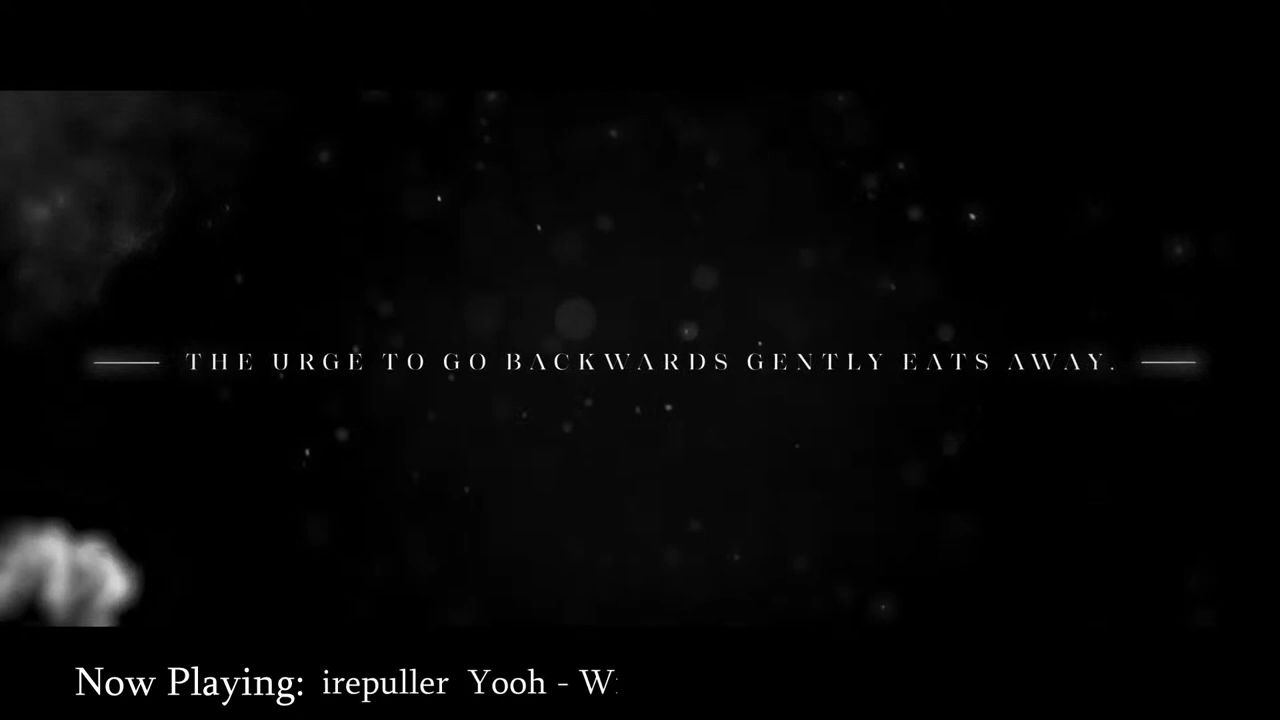 THE URGE TO GO BACKWARDS GENTLY EATS AWAY.
Now Playing: irepuller Yooh - W